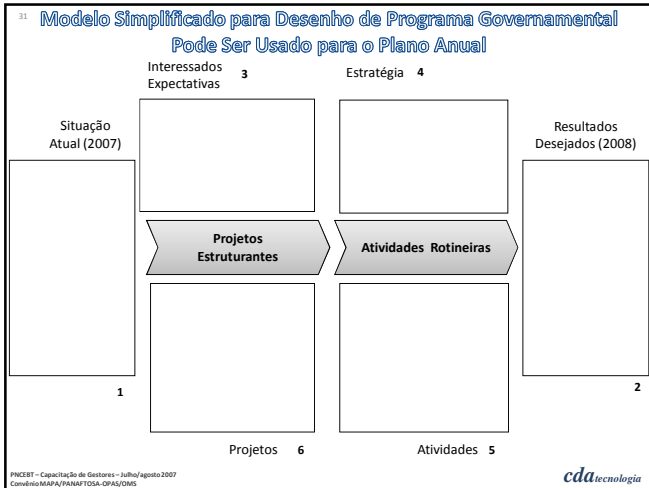 31
Modelo Simplificado para Desenho de Programa Governamental
Pode Ser Usado para o Plano Anual
Interessados
Expectativas
3
Estratégia 4
Situação
Atual (2007)
Resultados
Desejados (2008)
Projetos
Estruturantes
Atividades Rotineiras
1
2
Projetos 6
Atividades 5
PNCEBT – Capacitação de Gestores – Julho/agosto 2007
Convênio MAPA/PANAFTOSA-OPAS/OMS
cda tecnologia